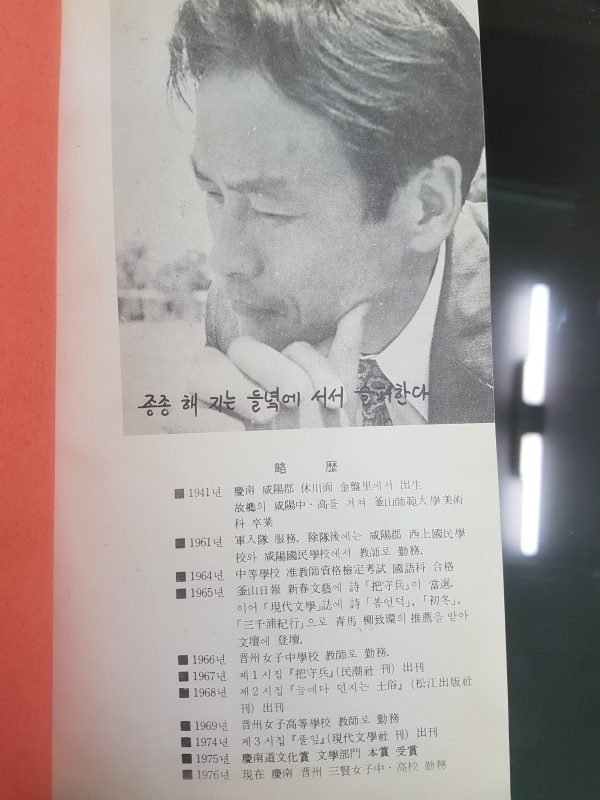 종종 해 지는 들녘에 서서 슬퍼한다
略 歷
■ 1941년 慶南 咸陽郡 休川面 金盤里에서 出生
故鄕의 咸陽中·高를 거쳐 釜山師範大學美術
科 卒業
■ 1961년 軍入隊 服務. 除隊後에는 咸陽郡 西上國民學
校와 咸陽國民學校에서 敎師로 勤務.
■ 1964년 中等學校 准敎師資格檢定考試 國語科 合格
■ 1965년 釜山日報 新春文藝에 詩「把守兵」이 當選.
이어「現代文學」誌에 詩「봄언덕」,「初冬」,
「三千浦紀行」으로 靑馬 柳致環의 推薦을 받아
文壇에 登壇.
■ 1966년 晋州女子中學校 敎師로 勤務.
■ 1967년 제1시집『把守兵』(民潮社 刊) 出刊
■ 1968년 제2시집『늪에다 던지는 土俗』(松江出版社
刊) 出刊
■ 1969년 晋州女子高等學校 敎師로 勤務
■ 1974년 제3시집『풀잎』(現代文學社 刊) 出刊
■ 1975년 慶南道文化賞 文學部門 本賞 受賞
■ 1976년 現在 慶南 晋州 三賢女子中·高校 勤務